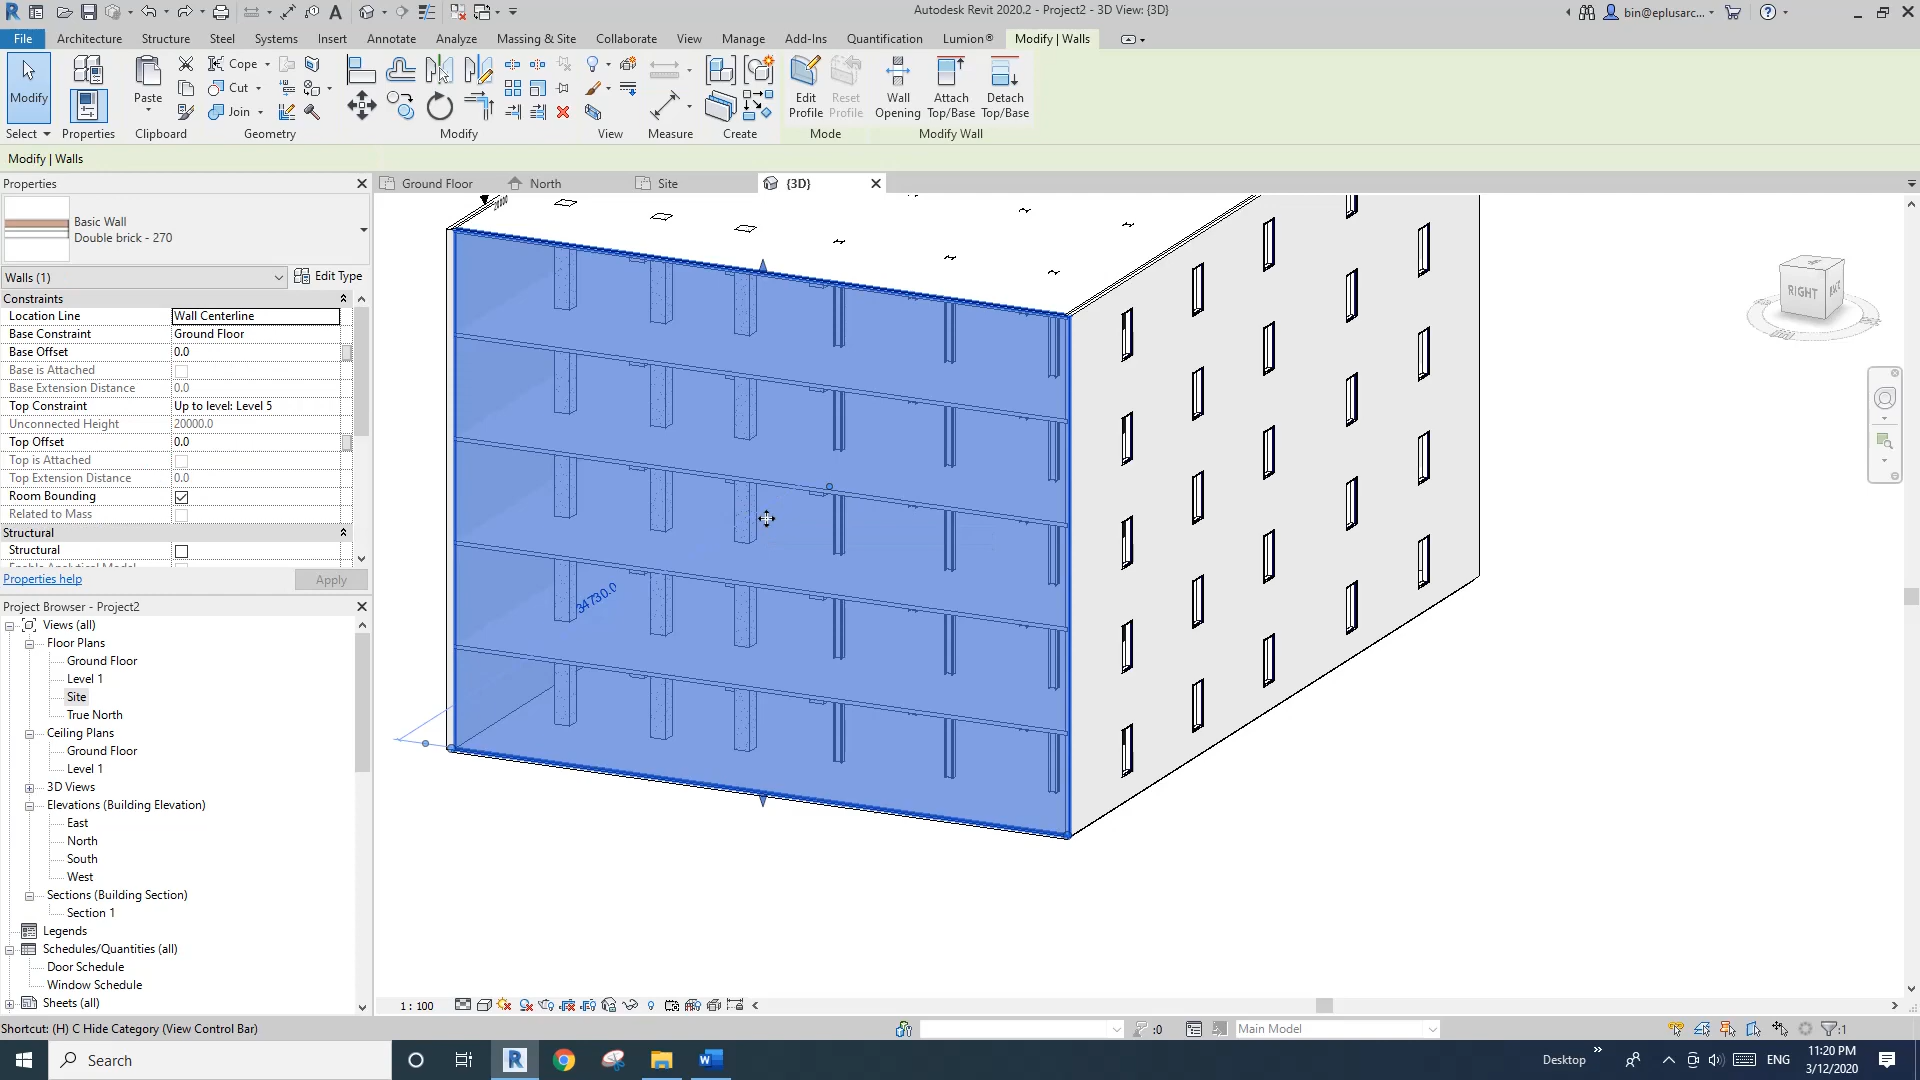 Autodesk Revit 2020.2 - Project2 - 3D View: {3D}
bin@eplusarc...
File Architecture Structure Steel Systems Insert Annotate Analyze Massing & Site Collaborate View Manage Add-Ins Quantification Lumion® Modify | Walls
Modify
Paste
Cope
Cut
Join
Edit Profile
Reset Profile
Wall Opening
Attach Top/Base
Detach Top/Base
Select Properties Clipboard Geometry Modify View Measure Create Mode Modify Wall
Modify | Walls
Properties
Ground Floor North Site {3D}
Basic Wall
Double brick - 270
Walls (1) Edit Type
Constraints
Location Line Wall Centerline
Base Constraint Ground Floor
Base Offset 0.0
Base is Attached
Base Extension Distance 0.0
Top Constraint Up to level: Level 5
Unconnected Height 20000.0
Top Offset 0.0
Top is Attached
Top Extension Distance 0.0
Room Bounding
Related to Mass
Structural
Structural
Enable Analytical Model
Properties help Apply
34730.0
RIGHT
Project Browser - Project2
Views (all)
Floor Plans
Ground Floor
Level 1
Site
True North
Ceiling Plans
Ground Floor
Level 1
3D Views
Elevations (Building Elevation)
East
North
South
West
Sections (Building Section)
Section 1
Legends
Schedules/Quantities (all)
Door Schedule
Window Schedule
Sheets (all)
1 : 100
Shortcut: (H) C Hide Category (View Control Bar)
:0
Main Model
:1
Search
Desktop
ENG
11:20 PM
3/12/2020